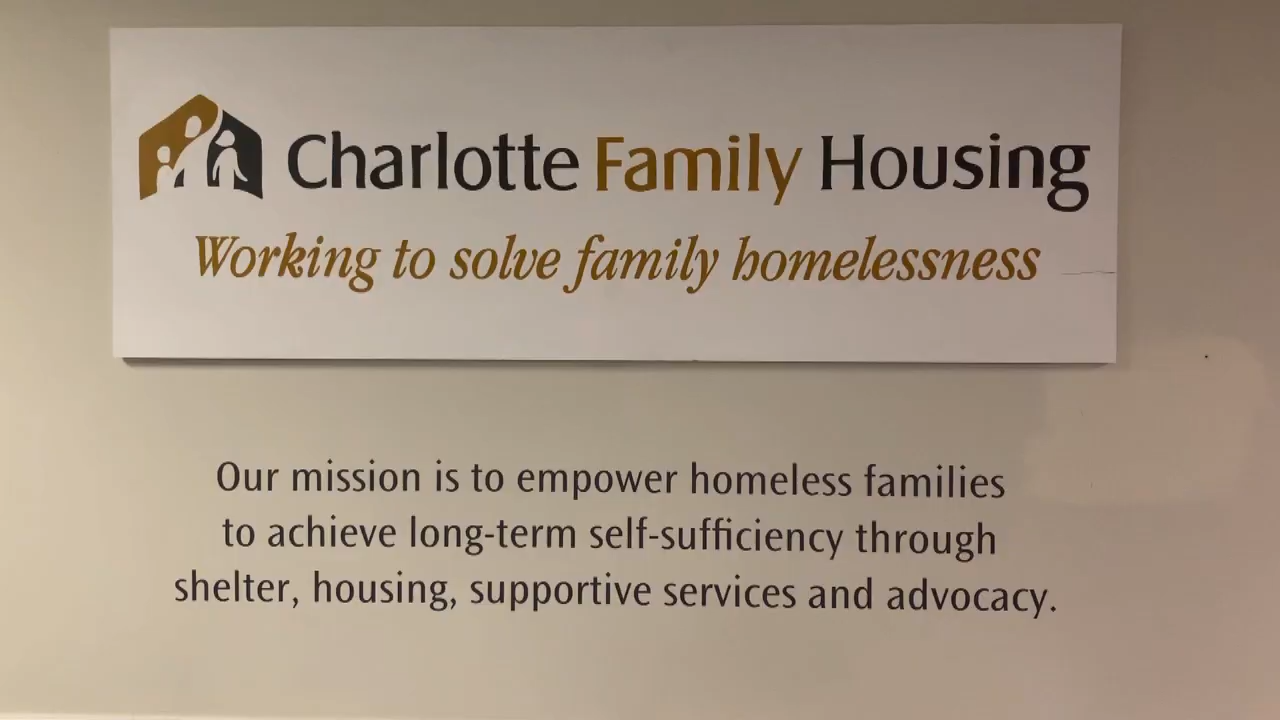 Charlotte Family Housing
Working to solve family homelessness
Our mission is to empower homeless families
to achieve long-term self-sufficiency through
shelter, housing, supportive services and advocacy.